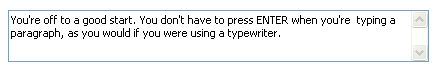 You're off to a good start. You don't have to press ENTER when you're  typing a
paragraph, as you would if you were using a typewriter.